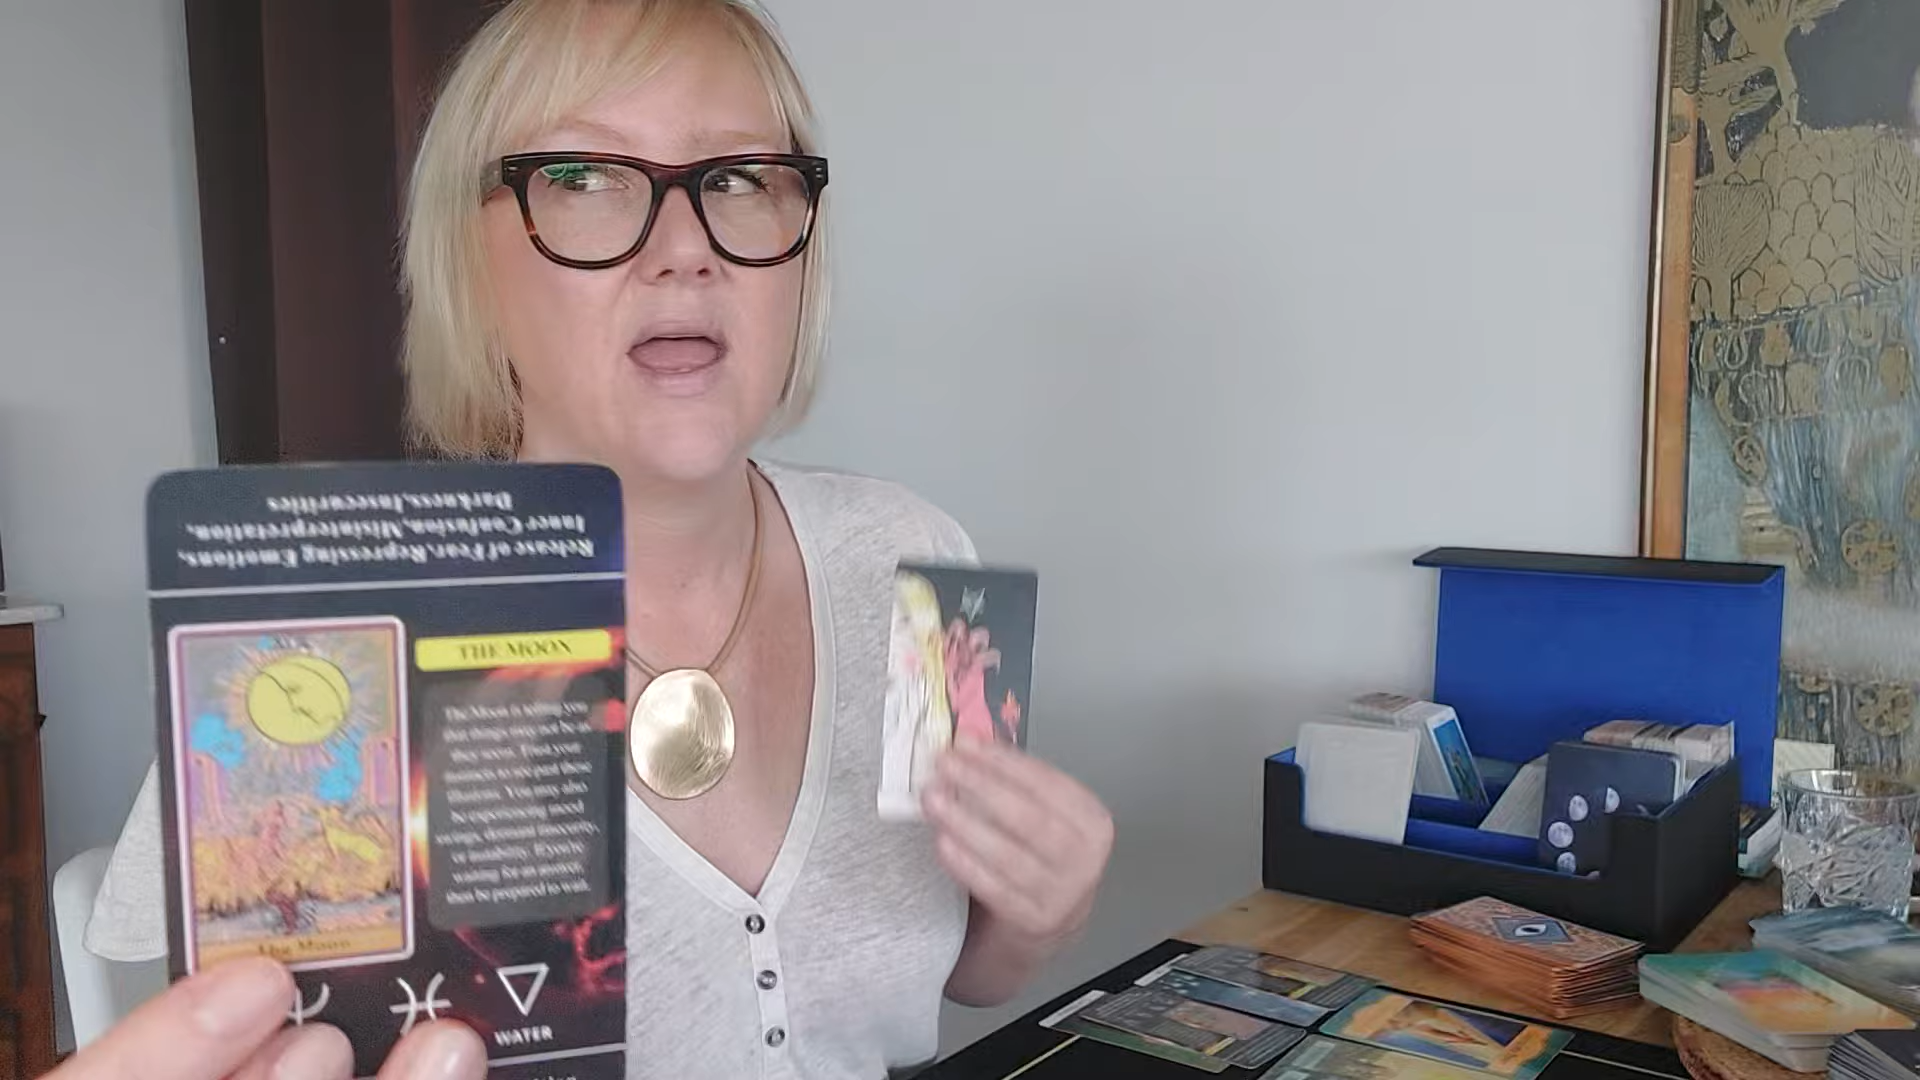 Release of Fear, Repressing Emotions,
Inner Confusion, Misinterpretation,
Darkness, Insecurities
THE MOON
The Moon is telling you
that things may not be as
they seem. Trust your
instincts to see past these
illusions. You may also
be experiencing mood
swings, dishonest insecurity,
or instability. If you're
waiting for an answer,
then be prepared to wait.
The Moon
WATER